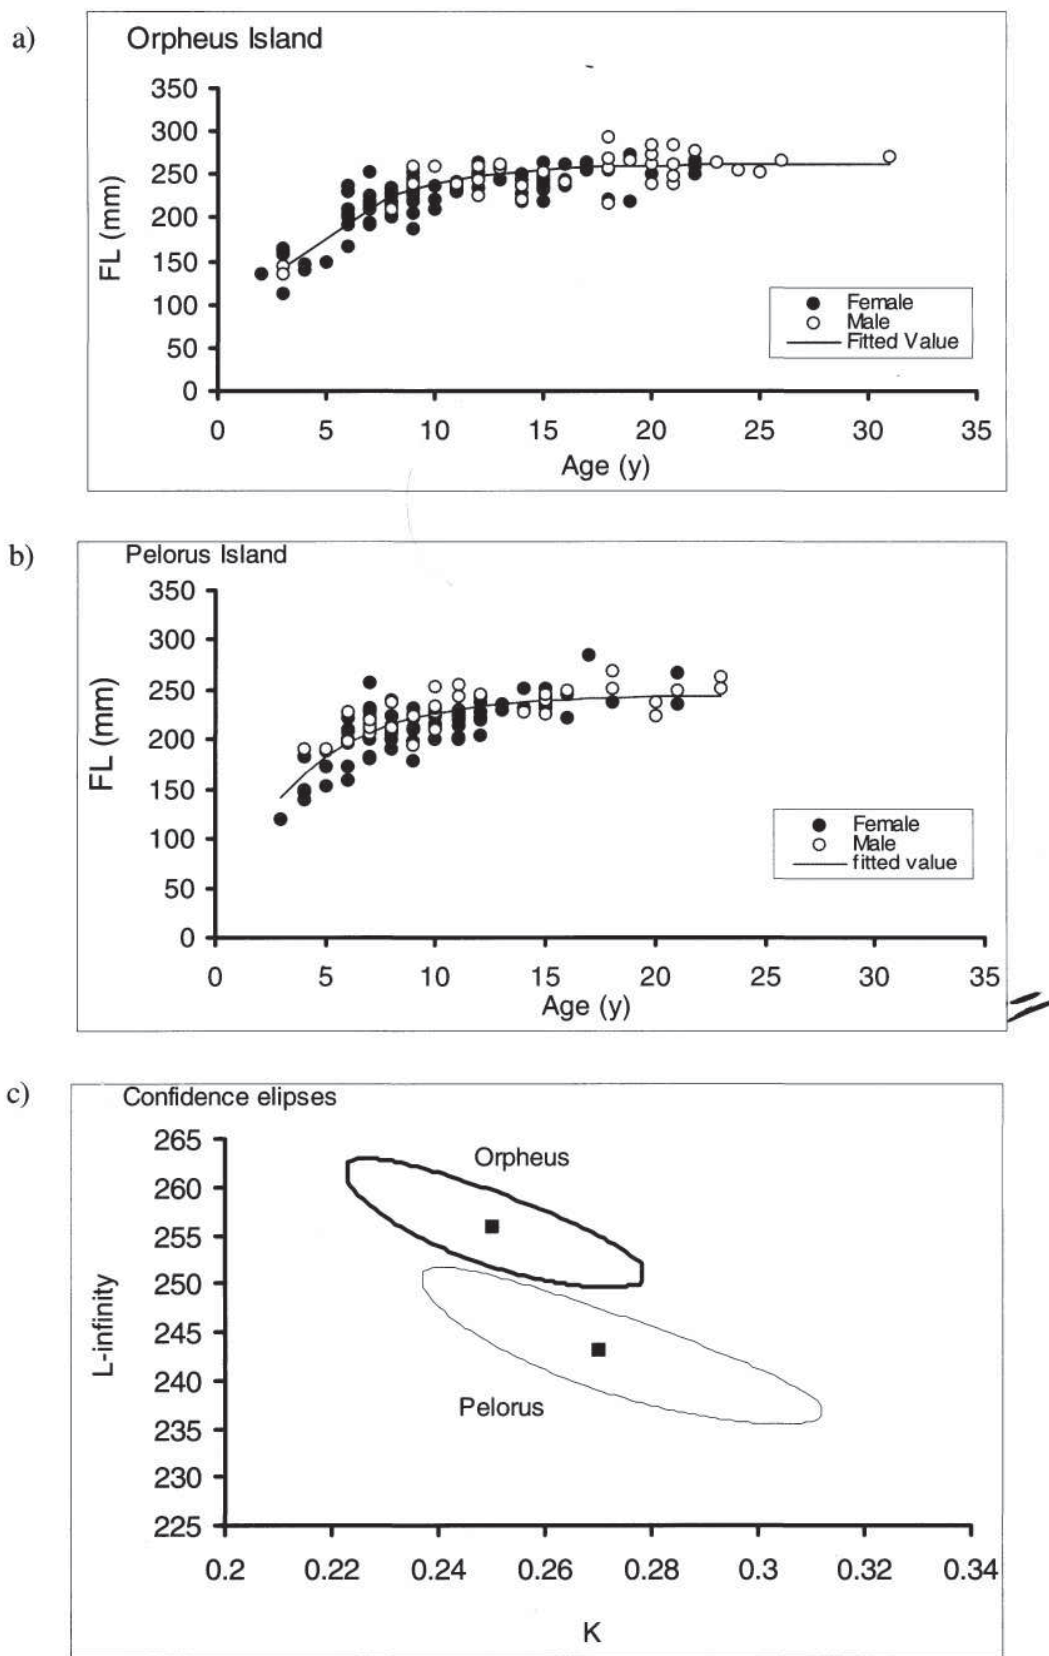 a)
Orpheus Island
350
300
250
200
150
100
50
0
FL (mm)
Female
Male
Fitted Value
0 5 10 15 20 25 30 35
Age (y)
b)
Pelorus Island
350
300
250
200
150
100
50
0
FL (mm)
Female
Male
fitted value
0 5 10 15 20 25 30 35
Age (y)
c)
Confidence elipses
265
260
255
250
245
240
235
230
225
L-infinity
Orpheus
Pelorus
0.2 0.22 0.24 0.26 0.28 0.3 0.32 0.34
K